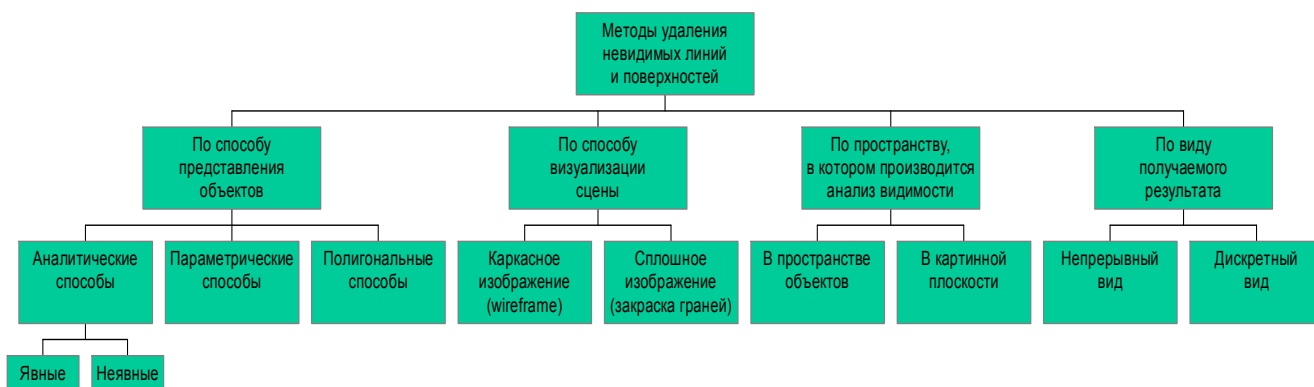 Методы удаления
невидимых линий
и поверхностей
По способу
представления
объектов
По способу
визуализации
сцены
По пространству,
в котором производится
анализ видимости
По виду
получаемого
результата
Аналитические
способы
Параметрические
способы
Полигональные
способы
Каркасное
изображение
(wireframe)
Сплошное
изображение
(закраска граней)
В пространстве
объектов
В картинной
плоскости
Непрерывный
вид
Дискретный
вид
Явные
Неявные